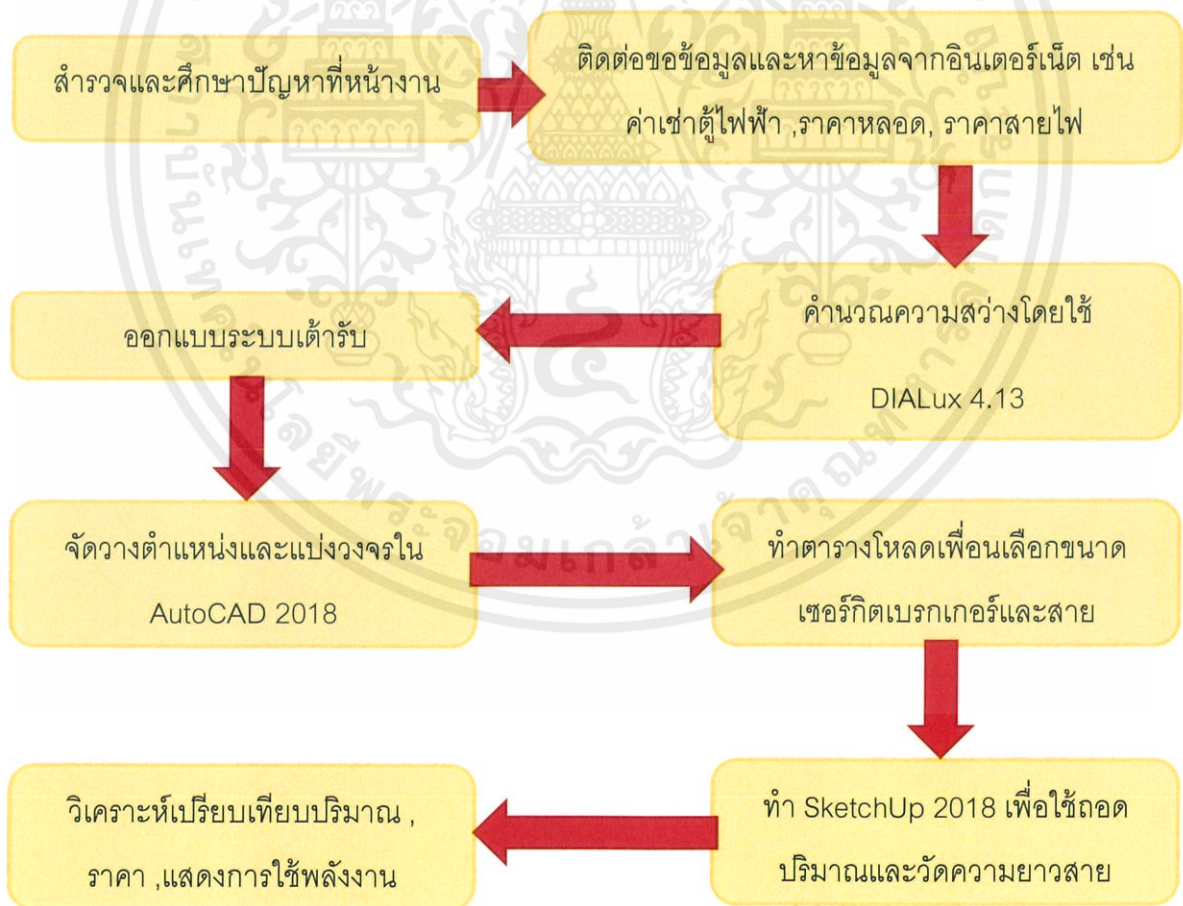 สำรวจและศึกษาปัญหาที่หน้างาน
ติดต่อขอข้อมูลและหาข้อมูลจากอินเตอร์เน็ต เช่น
ค่าเช่าตู้ไฟฟ้า ,ราคาหลอด, ราคาสายไฟ
คำนวณความสว่างโดยใช้
DIALux 4.13
ออกแบบระบบเต้ารับ
จัดวางตำแหน่งและแบ่งวงจรใน
AutoCAD 2018
ทำตารางโหลดเพื่อนเลือกขนาด
เซอร์กิตเบรกเกอร์และสาย
ทำ SketchUp 2018 เพื่อใช้ถอด
ปริมาณและวัดความยาวสาย
วิเคราะห์เปรียบเทียบปริมาณ ,
ราคา ,แสดงการใช้พลังงาน